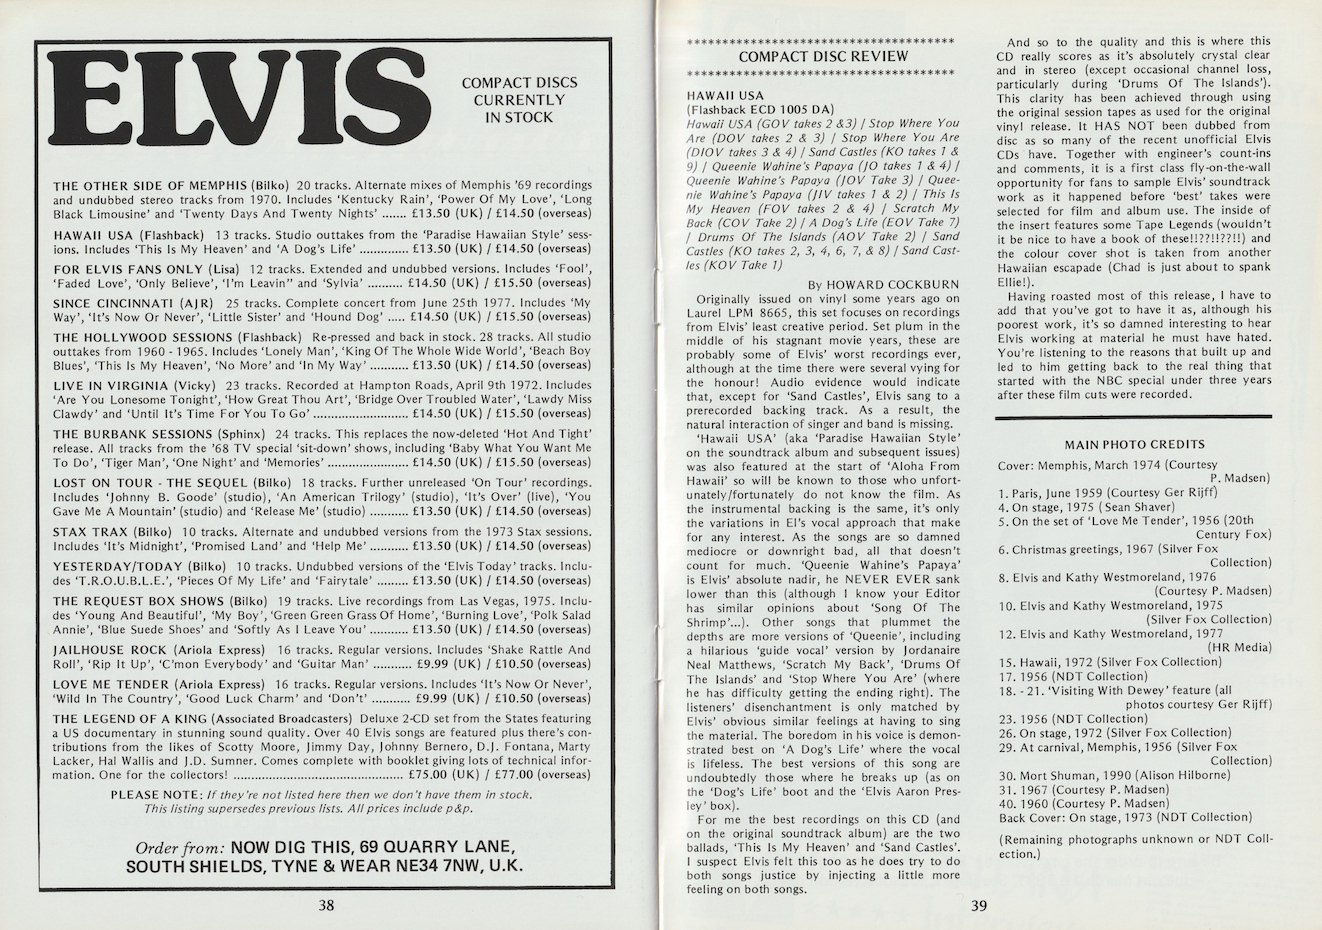 ELVIS
COMPACT DISCS
CURRENTLY
IN STOCK
THE OTHER SIDE OF MEMPHIS (Bilko) 20 tracks. Alternate mixes of Memphis '69 recordings
and undubbed stereo tracks from 1970. Includes 'Kentucky Rain', 'Power Of My Love', 'Long
Black Limousine' and 'Twenty Days And Twenty Nights' ....... £13.50 (UK) / £14.50 (overseas)
HAWAII USA (Flashback) 13 tracks. Studio outtakes from the 'Paradise Hawaiian Style' sess-
ions. Includes 'This Is My Heaven' and 'A Dog's Life' .............. £13.50 (UK) / £14.50 (overseas)
FOR ELVIS FANS ONLY (Lisa) 12 tracks. Extended and undubbed versions. Includes 'Fool',
'Faded Love', 'Only Believe', 'I'm Leavin'' and 'Sylvia' .......... £14.50 (UK) / £15.50 (overseas)
SINCE CINCINNATI (AJR) 25 tracks. Complete concert from June 25th 1977. Includes 'My
Way', 'It's Now Or Never', 'Little Sister' and 'Hound Dog' ..... £14.50 (UK) / £15.50 (overseas)
THE HOLLYWOOD SESSIONS (Flashback) Re-pressed and back in stock. 28 tracks. All studio
outtakes from 1960 - 1965. Includes 'Lonely Man', 'King Of The Whole Wide World', 'Beach Boy
Blues', 'This Is My Heaven', 'No More' and 'In My Way' ............ £13.50 (UK) / £14.50 (overseas)
LIVE IN VIRGINIA (Vicky) 23 tracks. Recorded at Hampton Roads, April 9th 1972. Includes
'Are You Lonesome Tonight', 'How Great Thou Art', 'Bridge Over Troubled Water', 'Lawdy Miss
Clawdy' and 'Until It's Time For You To Go' ........................... £14.50 (UK) / £15.50 (overseas)
THE BURBANK SESSIONS (Sphinx) 24 tracks. This replaces the now-deleted 'Hot And Tight'
release. All tracks from the '68 TV special 'sit-down' shows, including 'Baby What You Want Me
To Do', 'Tiger Man', 'One Night' and 'Memories' ....................... £14.50 (UK) / £15.50 (overseas)
LOST ON TOUR - THE SEQUEL (Bilko) 18 tracks. Further unreleased 'On Tour' recordings.
Includes 'Johnny B. Goode' (studio), 'An American Trilogy' (studio), 'It's Over' (live), 'You
Gave Me A Mountain' (studio) and 'Release Me' (studio) ............ £13.50 (UK) / £14.50 (overseas)
STAX TRAX (Bilko) 10 tracks. Alternate and undubbed versions from the 1973 Stax sessions.
Includes 'It's Midnight', 'Promised Land' and 'Help Me' ........... £13.50 (UK) / £14.50 (overseas)
YESTERDAY/TODAY (Bilko) 10 tracks. Undubbed versions of the 'Elvis Today' tracks. Inclu-
des 'T.R.O.U.B.L.E.', 'Pieces Of My Life' and 'Fairytale' .......... £13.50 (UK) / £14.50 (overseas)
THE REQUEST BOX SHOWS (Bilko) 19 tracks. Live recordings from Las Vegas, 1975. Inclu-
des 'Young And Beautiful', 'My Boy', 'Green Green Grass Of Home', 'Burning Love', 'Polk Salad
Annie', 'Blue Suede Shoes' and 'Softly As I Leave You' ........... £13.50 (UK) / £14.50 (overseas)
JAILHOUSE ROCK (Ariola Express) 16 tracks. Regular versions. Includes 'Shake Rattle And
Roll', 'Rip It Up', 'C'mon Everybody' and 'Guitar Man' ........... £9.99 (UK) / £10.50 (overseas)
LOVE ME TENDER (Ariola Express) 16 tracks. Regular versions. Includes 'It's Now Or Never',
'Wild In The Country', 'Good Luck Charm' and 'Don't' ........... £9.99 (UK) / £10.50 (overseas)
THE LEGEND OF A KING (Associated Broadcasters) Deluxe 2-CD set from the States featuring
a US documentary in stunning sound quality. Over 40 Elvis songs are featured plus there's con-
tributions from the likes of Scotty Moore, Jimmy Day, Johnny Bernero, D.J. Fontana, Marty
Lacker, Hal Wallis and J.D. Sumner. Comes complete with booklet giving lots of technical infor-
mation. One for the collectors! ................................................ £75.00 (UK) / £77.00 (overseas)
PLEASE NOTE: If they're not listed here then we don't have them in stock.
This listing supersedes previous lists. All prices include p&p.
Order from: NOW DIG THIS, 69 QUARRY LANE,
SOUTH SHIELDS, TYNE & WEAR NE34 7NW, U.K.
38
**************************************
COMPACT DISC REVIEW
**************************************
HAWAII USA
(Flashback ECD 1005 DA)
Hawaii USA (GOV takes 2 &3) / Stop Where You
Are (DOV takes 2 & 3) / Stop Where You Are
(DIOV takes 3 & 4) / Sand Castles (KO takes 1 &
9) / Queenie Wahine's Papaya (JO takes 1 & 4) /
Queenie Wahine's Papaya (JOV Take 3) / Quee-
nie Wahine's Papaya (JIV takes 1 & 2) / This Is
My Heaven (FOV takes 2 & 4) / Scratch My
Back (COV Take 2) / A Dog's Life (EOV Take 7)
/ Drums Of The Islands (AOV Take 2) / Sand
Castles (KO takes 2, 3, 4, 6, 7, & 8) / Sand Cast-
les (KOV Take 1)
By HOWARD COCKBURN
Originally issued on vinyl some years ago on
Laurel LPM 8665, this set focuses on recordings
from Elvis' least creative period. Set plum in the
middle of his stagnant movie years, these are
probably some of Elvis' worst recordings ever,
although at the time there were several vying for
the honour! Audio evidence would indicate
that, except for 'Sand Castles', Elvis sang to a
prerecorded backing track. As a result, the
natural interaction of singer and band is missing.
'Hawaii USA' (aka 'Paradise Hawaiian Style'
on the soundtrack album and subsequent issues)
was also featured at the start of 'Aloha From
Hawaii' so will be known to those who unfort-
unately/fortunately do not know the film. As
the instrumental backing is the same, it's only
the variations in El's vocal approach that make
for any interest. As the songs are so damned
mediocre or downright bad, all that doesn't
count for much. 'Queenie Wahine's Papaya'
is Elvis' absolute nadir, he NEVER EVER sank
lower than this (although I know your Editor
has similar opinions about 'Song Of The
Shrimp'...). Other songs that plummet the
depths are more versions of 'Queenie', including
a hilarious 'guide vocal' version by Jordanaire
Neal Matthews, 'Scratch My Back', 'Drums Of
The Islands' and 'Stop Where You Are' (where
he has difficulty getting the ending right). The
listeners' disenchantment is only matched by
Elvis' obvious similar feelings at having to sing
the material. The boredom in his voice is demon-
strated best on 'A Dog's Life' where the vocal
is lifeless. The best versions of this song are
undoubtedly those where he breaks up (as on
the 'Dog's Life' boot and the 'Elvis Aaron Pres-
ley' box).
For me the best recordings on this CD (and
on the original soundtrack album) are the two
ballads, 'This Is My Heaven' and 'Sand Castles'.
I suspect Elvis felt this too as he does try to do
both songs justice by injecting a little more
feeling on both songs.
And so to the quality and this is where this
CD really scores as it's absolutely crystal clear
and in stereo (except occasional channel loss,
particularly during 'Drums Of The Islands').
This clarity has been achieved through using
the original session tapes as used for the original
vinyl release. It HAS NOT been dubbed from
disc as so many of the recent unofficial Elvis
CDs have. Together with engineer's count-ins
and comments, it is a first class fly-on-the-wall
opportunity for fans to sample Elvis' soundtrack
work as it happened before 'best' takes were
selected for film and album use. The inside of
the insert features some Tape Legends (wouldn't
it be nice to have a book of these!!??!!??!!) and
the colour cover shot is taken from another
Hawaiian escapade (Chad is just about to spank
Ellie!).
Having roasted most of this release, I have to
add that you've got to have it as, although his
poorest work, it's so damned interesting to hear
Elvis working at material he must have hated.
You're listening to the reasons that built up and
led to him getting back to the real thing that
started with the NBC special under three years
after these film cuts were recorded.
MAIN PHOTO CREDITS
Cover: Memphis, March 1974 (Courtesy
P. Madsen)
1. Paris, June 1959 (Courtesy Ger Rijff)
4. On stage, 1975 ( Sean Shaver)
5. On the set of 'Love Me Tender', 1956 (20th
Century Fox)
6. Christmas greetings, 1967 (Silver Fox
Collection)
8. Elvis and Kathy Westmoreland, 1976
(Courtesy P. Madsen)
10. Elvis and Kathy Westmoreland, 1975
(Silver Fox Collection)
12. Elvis and Kathy Westmoreland, 1977
(HR Media)
15. Hawaii, 1972 (Silver Fox Collection)
17. 1956 (NDT Collection)
18. - 21. 'Visiting With Dewey' feature (all
photos courtesy Ger Rijff)
23. 1956 (NDT Collection)
26. On stage, 1972 (Silver Fox Collection)
29. At carnival, Memphis, 1956 (Silver Fox
Collection)
30. Mort Shuman, 1990 (Alison Hilborne)
31. 1967 (Courtesy P. Madsen)
40. 1960 (Courtesy P. Madsen)
Back Cover: On stage, 1973 (NDT Collection)
(Remaining photographs unknown or NDT Coll-
ection.)
39